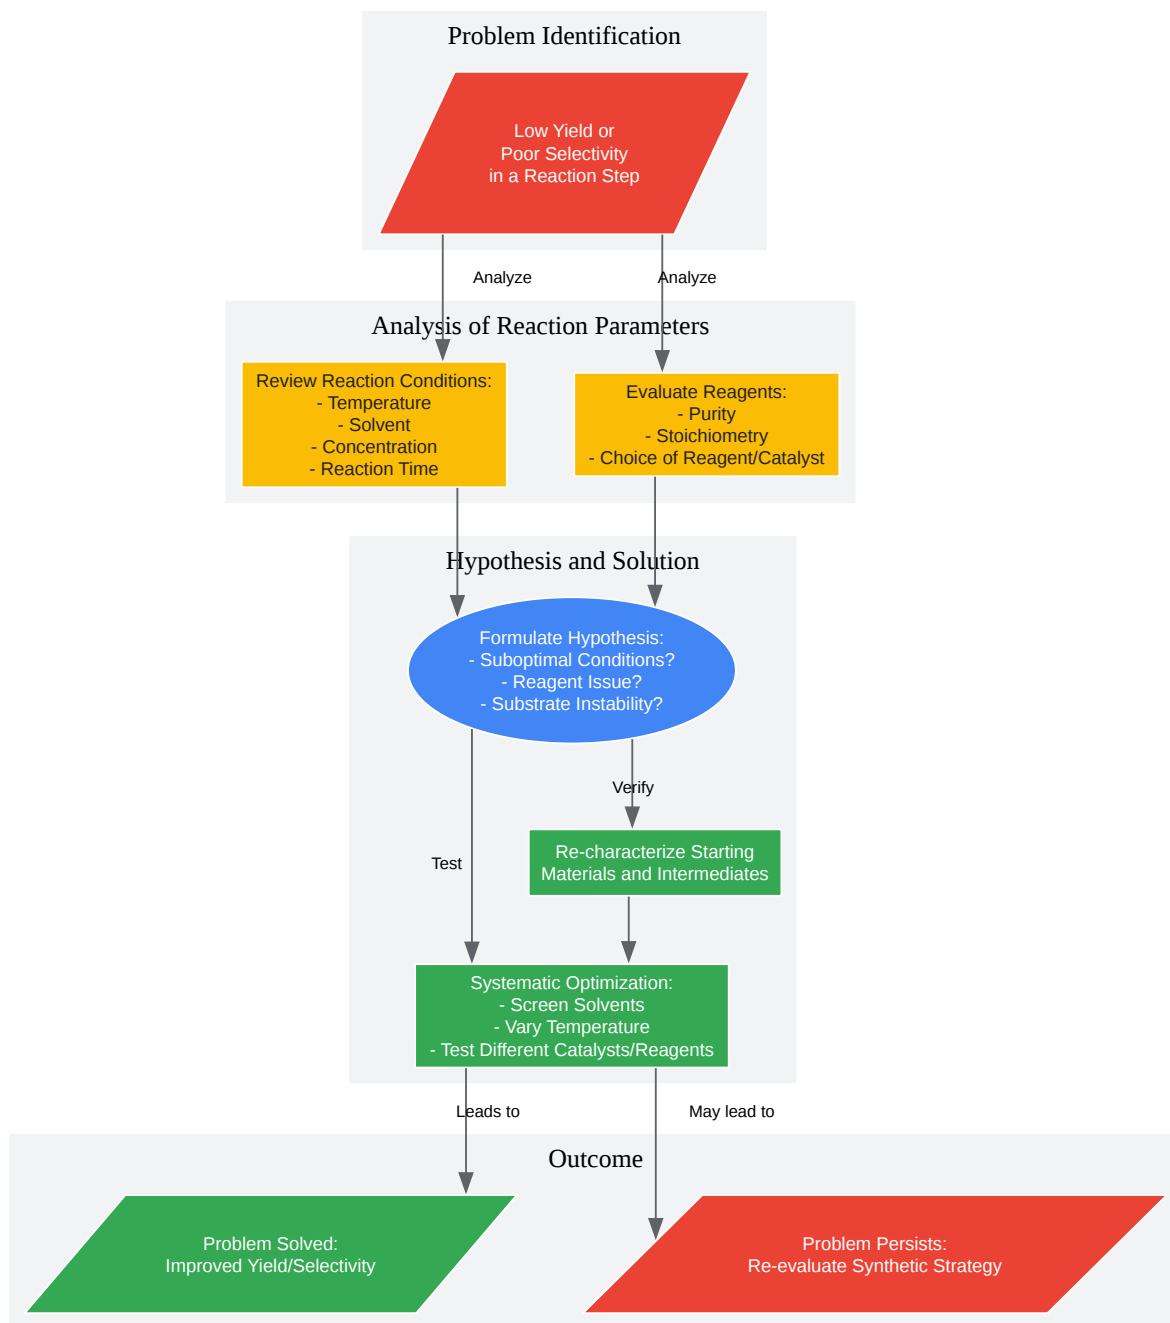 Problem Identification
Low Yield or
Poor Selectivity
in a Reaction Step
Analyze
Analyze
Analysis of Reaction Parameters
Review Reaction Conditions:
- Temperature
- Solvent
- Concentration
- Reaction Time
Evaluate Reagents:
- Purity
- Stoichiometry
- Choice of Reagent/Catalyst
Hypothesis and Solution
Formulate Hypothesis:
- Suboptimal Conditions?
- Reagent Issue?
- Substrate Instability?
Verify
Test
Re-characterize Starting
Materials and Intermediates
Systematic Optimization:
- Screen Solvents
- Vary Temperature
- Test Different Catalysts/Reagents
Leads to
May lead to
Outcome
Problem Solved:
Improved Yield/Selectivity
Problem Persists:
Re-evaluate Synthetic Strategy